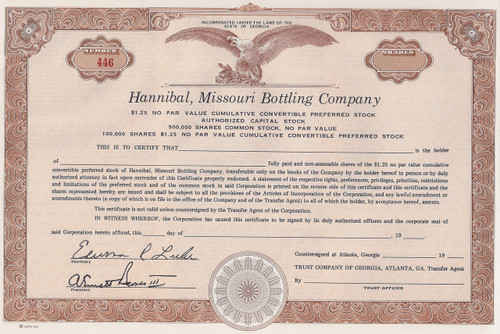 INCORPORATED UNDER THE LAWS OF THE
STATE OF GEORGIA
NUMBER
446
SHARES
Hannibal, Missouri Bottling Company
$1.25 NO PAR VALUE CUMULATIVE CONVERTIBLE PREFERRED STOCK
AUTHORIZED CAPITAL STOCK
500,000 SHARES COMMON STOCK, NO PAR VALUE
100,000 SHARES $1.25 NO PAR VALUE CUMULATIVE CONVERTIBLE PREFERRED STOCK
THIS IS TO CERTIFY THAT is the holder
of fully paid and non-assessable shares of the $1.25 no par value cumulative
convertible preferred stock of Hannibal, Missouri Bottling Company, transferable only on the books of the Company by the holder hereof in person or by duly
authorized attorney in fact upon surrender of this Certificate properly endorsed. A statement of the respective rights, preferences, privileges, priorities, restrictions
and limitations of the preferred stock and of the common stock in said Corporation is printed on the reverse side of this certificate and this certificate and the
shares represented hereby are issued and shall be subject to all the provisions of the Articles of Incorporation of the Corporation, and any lawful amendment or
amendments thereto (a copy of which is on file in the office of the Company and of the Transfer Agent) to all of which the holder, by acceptance hereof, assents.
This certificate is not valid unless countersigned by the Transfer Agent of the Corporation.
IN WITNESS WHEREOF, the Corporation has caused this certificate to be signed by its duly authorized officers and the corporate seal of
said Corporation hereto affixed, this day of , 19 .
Secretary
Countersigned at Atlanta, Georgia 19
TRUST COMPANY OF GEORGIA, ATLANTA, GA. Transfer Agent
By
TRUST OFFICER